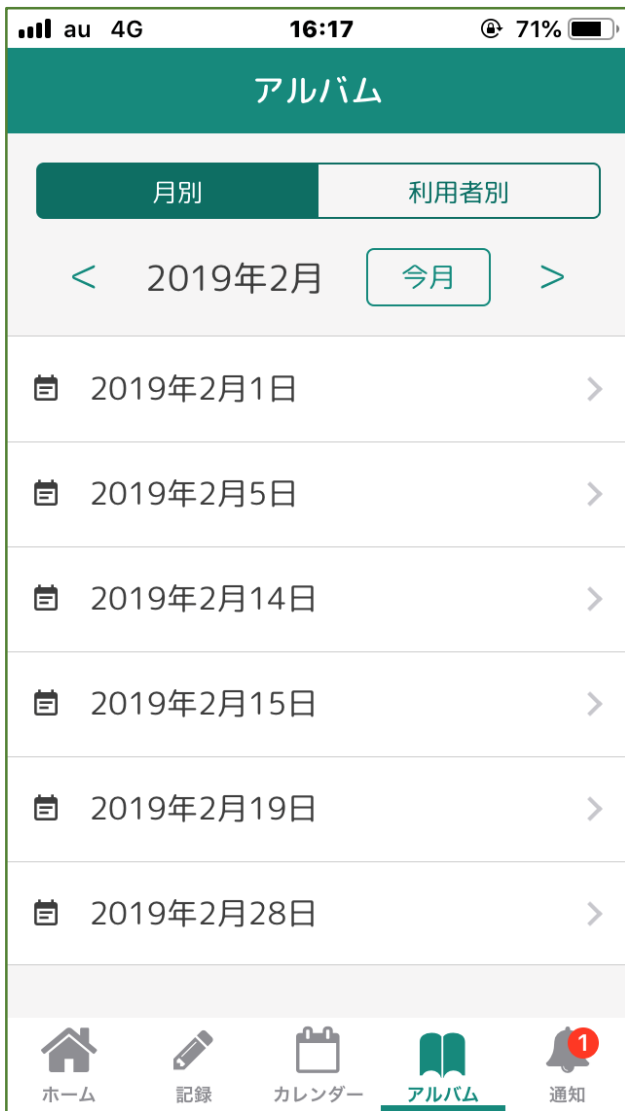 au 4G 16:17 71%
アルバム
月別 利用者別
< 2019年2月 今月 >
2019年2月1日
2019年2月5日
2019年2月14日
2019年2月15日
2019年2月19日
2019年2月28日
1
ホーム 記録 カレンダー アルバム 通知